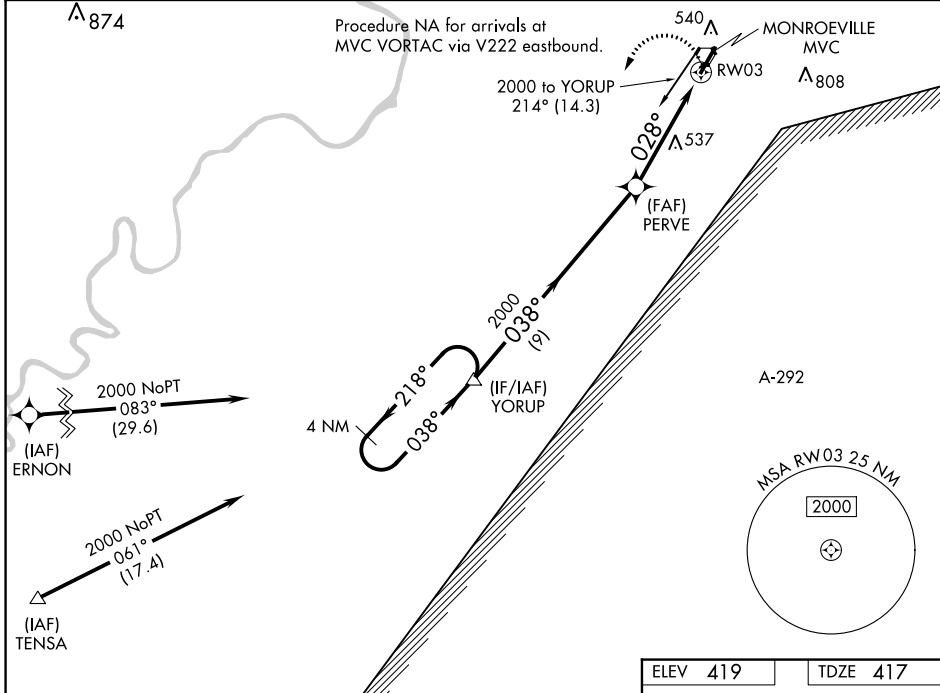 874
Procedure NA for arrivals at
MVC VORTAC via V222 eastbound.
540
MONROEVILLE
MVC
RW03
808
2000 to YORUP
214° (14.3)
028°
537
(FAF)
PERVE
2000
038°
(9)
218°
038°
4 NM
(IF/IAF)
YORUP
A-292
2000 NoPT
083°
(29.6)
(IAF)
ERNON
2000 NoPT
061°
(17.4)
(IAF)
TENSA
MSA RW03 25 NM
2000
ELEV 419
TDZE 417